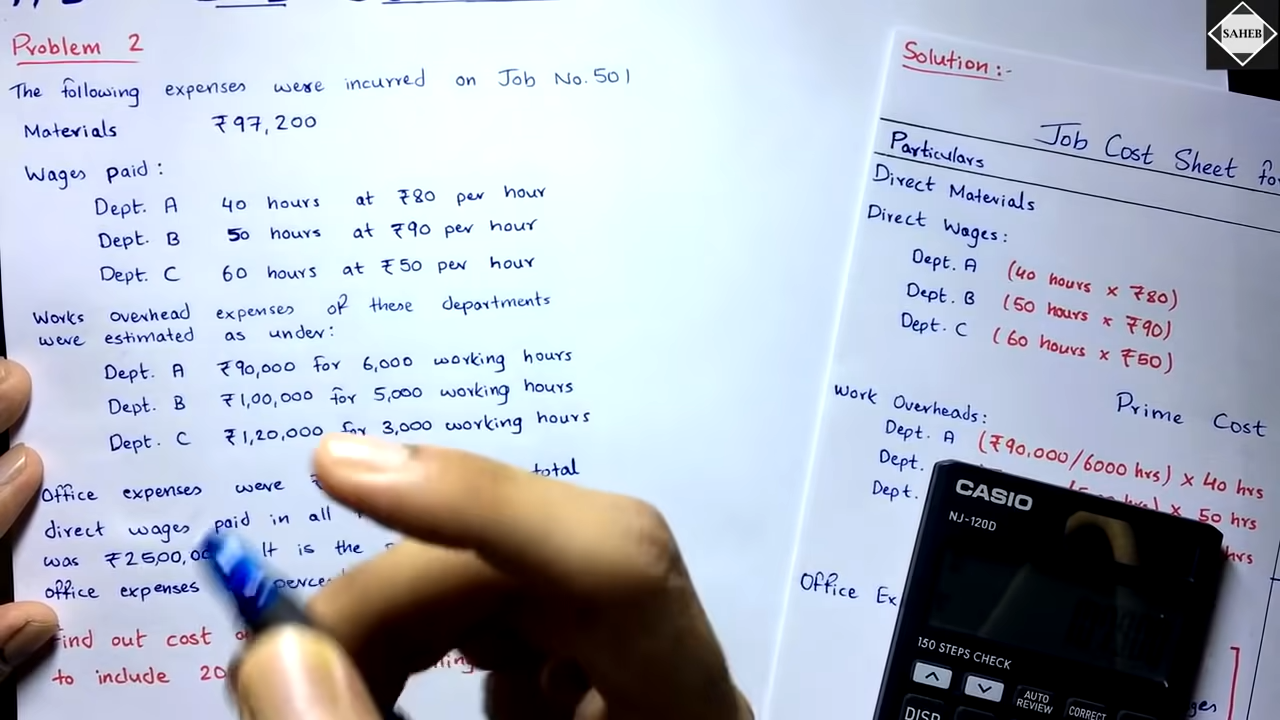 Problem 2
The following expenses were incurred on Job No. 501
Materials ₹97,200
Wages paid:
Dept. A 40 hours at ₹80 per hour
Dept. B 50 hours at ₹90 per hour
Dept. C 60 hours at ₹50 per hour
Works overhead expenses of these departments
were estimated as under:
Dept. A ₹90,000 for 6,000 working hours
Dept. B ₹1,00,000 for 5,000 working hours
Dept. C ₹1,20,000 for 3,000 working hours
Office expenses were total
direct wages paid in all
was It is the
office expenses
Find out cost
to include 20
SAHEB
Solution:-
Job Cost Sheet
Particulars
Direct Materials
Direct Wages:
Dept. A (40 hours x ₹80)
Dept. B (50 hours x ₹90)
Dept. C (60 hours x ₹50)
Prime Cost
Work Overheads:
Dept. A (₹90,000/6000 hrs) x 40 hrs
Dept. x 50 hrs
Dept. hrs
Office
CASIO
NJ-120D
150 STEPS CHECK
AUTO REVIEW
CORRECT